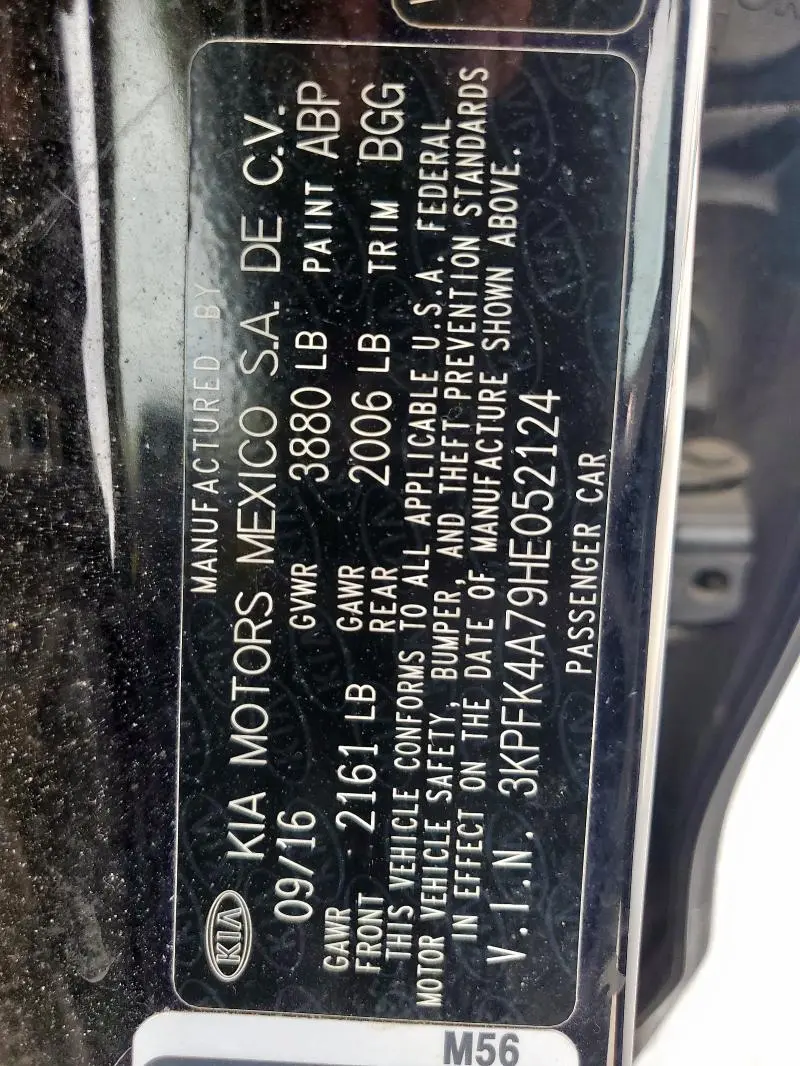 MANUFACTURED BY
KIA KIA MOTORS MEXICO S.A. DE C.V.
09/16 GVWR 3880 LB PAINT ABP
GAWR FRONT 2161 LB GAWR REAR 2006 LB TRIM BGG
THIS VEHICLE CONFORMS TO ALL APPLICABLE U.S.A. FEDERAL
MOTOR VEHICLE SAFETY, BUMPER, AND THEFT PREVENTION STANDARDS
IN EFFECT ON THE DATE OF MANUFACTURE SHOWN ABOVE.
V.I.N. 3KPFK4A79HE052124
PASSENGER CAR
M56